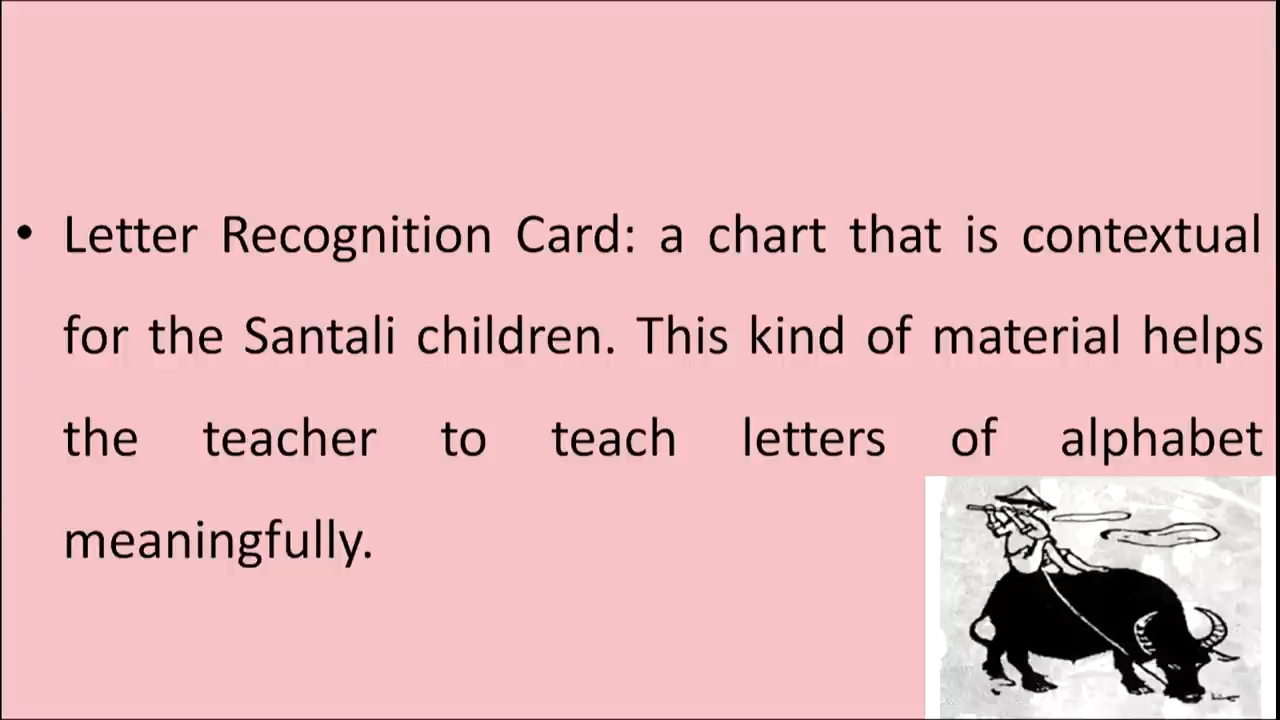 • Letter Recognition Card: a chart that is contextual
for the Santali children. This kind of material helps
the teacher to teach letters of alphabet
meaningfully.